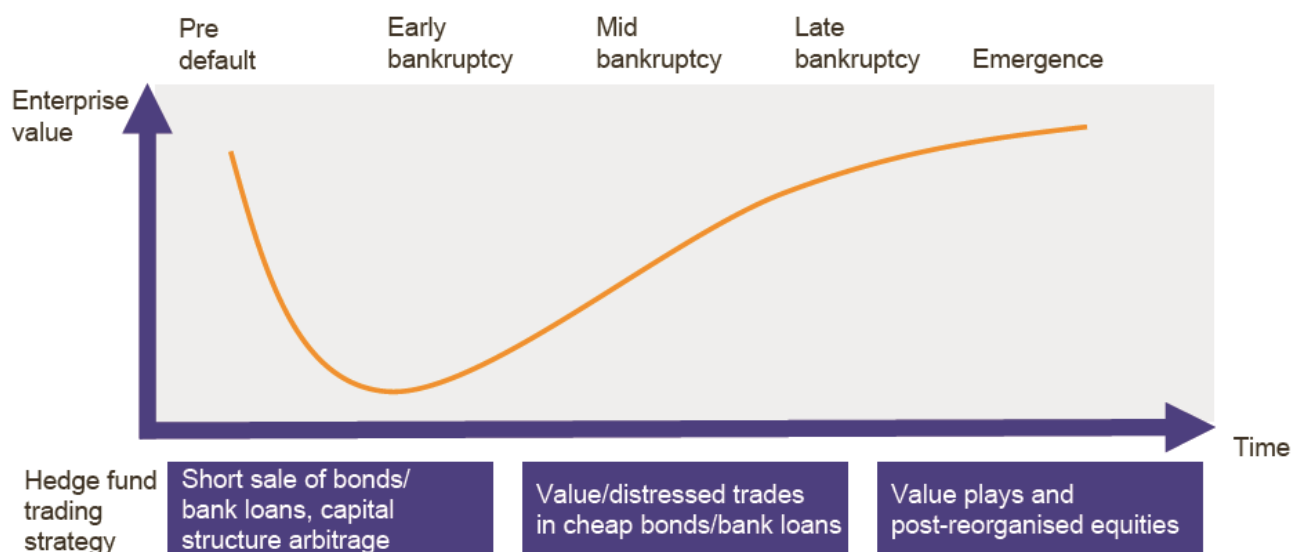 Pre
default
Early
bankruptcy
Mid
bankruptcy
Late
bankruptcy
Emergence
Enterprise
value
Time
Hedge fund
trading
strategy
Short sale of bonds/
bank loans, capital
structure arbitrage
Value/distressed trades
in cheap bonds/bank loans
Value plays and
post-reorganised equities